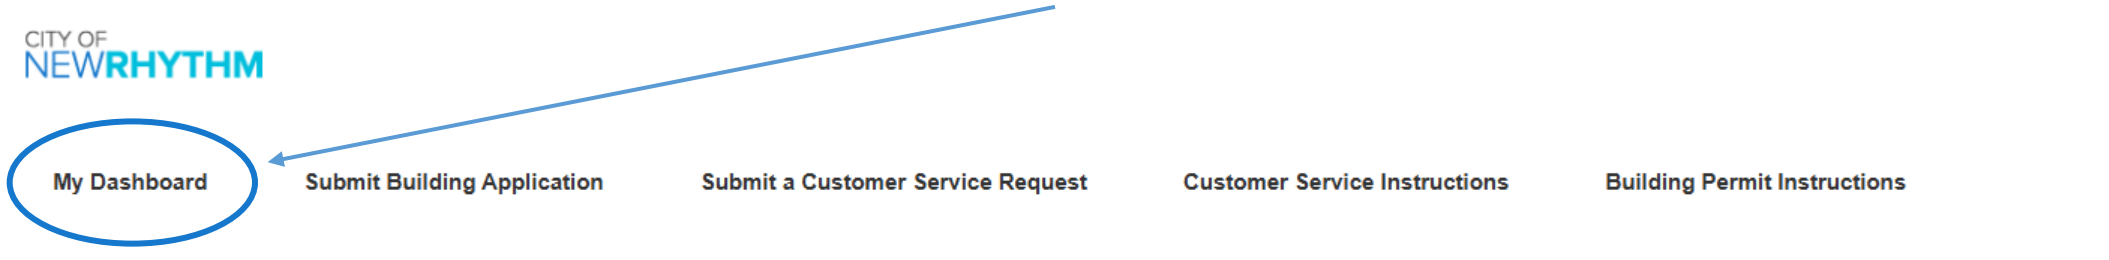 CITY OF
NEWRHYTHM
My Dashboard Submit Building Application Submit a Customer Service Request Customer Service Instructions Building Permit Instructions